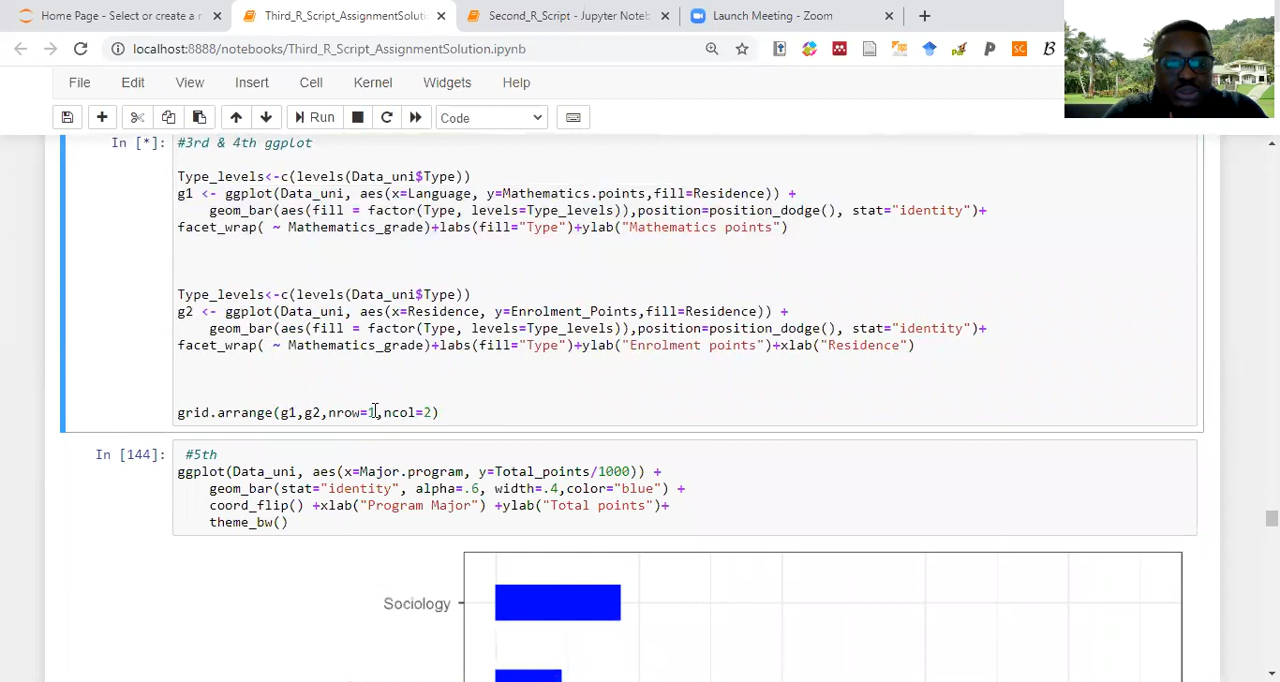 Home Page - Select or create a r
Third_R_Script_AssignmentSoluti
Second_R_Script - Jupyter Noteb
Launch Meeting - Zoom
localhost:8888/notebooks/Third_R_Script_AssignmentSolution.ipynb
File Edit View Insert Cell Kernel Widgets Help
Run Code
In [*]:
#3rd & 4th ggplot
Type_levels<-c(levels(Data_uni$Type))
g1 <- ggplot(Data_uni, aes(x=Language, y=Mathematics.points,fill=Residence)) +
geom_bar(aes(fill = factor(Type, levels=Type_levels)),position=position_dodge(), stat="identity")+
facet_wrap( ~ Mathematics_grade)+labs(fill="Type")+ylab("Mathematics points")
Type_levels<-c(levels(Data_uni$Type))
g2 <- ggplot(Data_uni, aes(x=Residence, y=Enrolment_Points,fill=Residence)) +
geom_bar(aes(fill = factor(Type, levels=Type_levels)),position=position_dodge(), stat="identity")+
facet_wrap( ~ Mathematics_grade)+labs(fill="Type")+ylab("Enrolment points")+xlab("Residence")
grid.arrange(g1,g2,nrow=1,ncol=2)
In [144]:
#5th
ggplot(Data_uni, aes(x=Major.program, y=Total_points/1000)) +
geom_bar(stat="identity", alpha=.6, width=.4,color="blue") +
coord_flip() +xlab("Program Major") +ylab("Total points")+
theme_bw()
Sociology